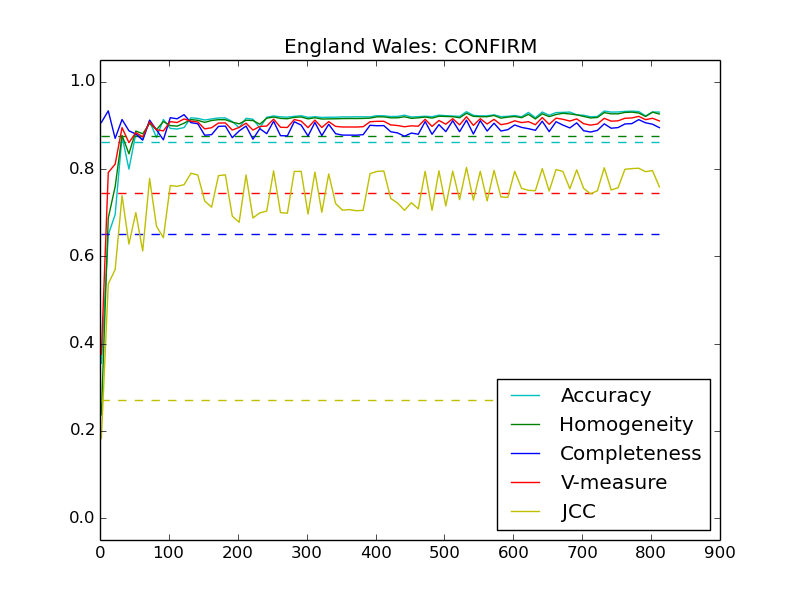 England Wales: CONFIRM
1.0
0.8
0.6
0.4
0.2
0.0
Accuracy
Homogeneity
Completeness
V-measure
JCC
0 100 200 300 400 500 600 700 800 900